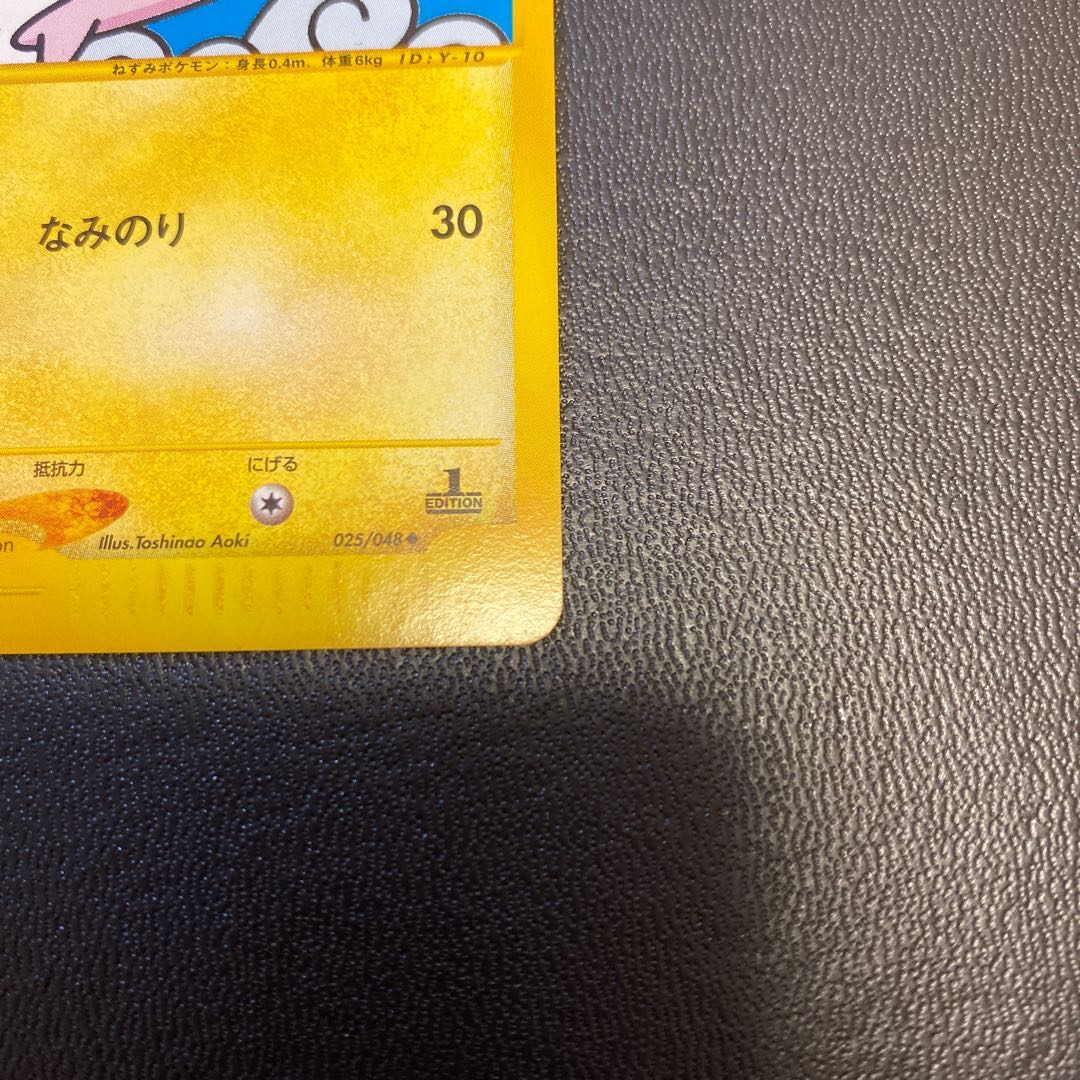 ねずみポケモン：身長0.4m、体重6kg ID:Y-10
なみのり 30
抵抗力 にげる
1
EDITION
on Illus.Toshinao Aoki 025/048◆